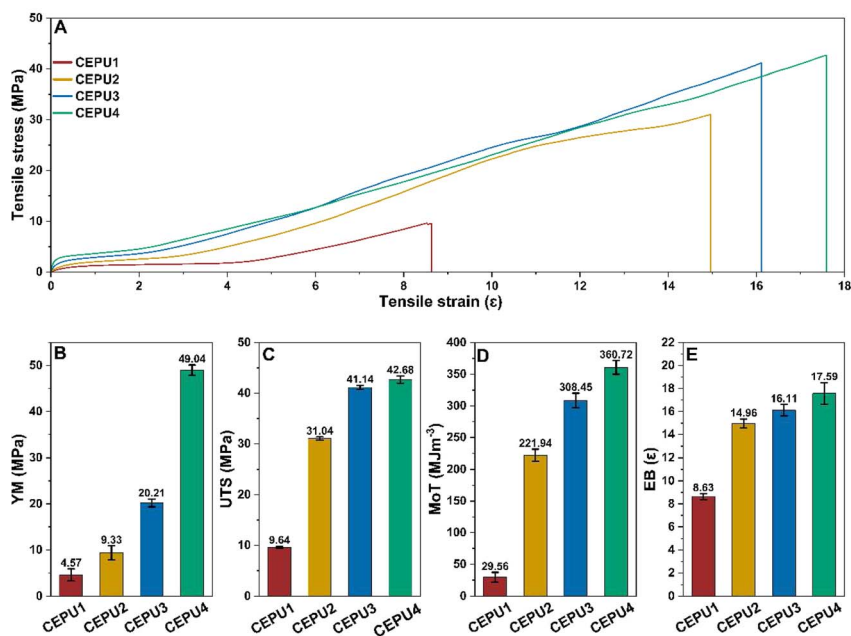 A
CEPU1
CEPU2
CEPU3
CEPU4
Tensile stress (MPa)
50
40
30
20
10
0
0 2 4 6 8 10 12 14 16 18
Tensile strain (ε)
B
YM (MPa)
50
40
30
20
10
0
4.57
9.33
20.21
49.04
CEPU1 CEPU2 CEPU3 CEPU4
C
UTS (MPa)
50
40
30
20
10
0
9.64
31.04
41.14
42.68
CEPU1 CEPU2 CEPU3 CEPU4
D
MoT (MJm⁻³)
400
350
300
250
200
150
100
50
0
29.56
221.94
308.45
360.72
CEPU1 CEPU2 CEPU3 CEPU4
E
EB (ε)
22
20
18
16
14
12
10
8
6
4
2
0
8.63
14.96
16.11
17.59
CEPU1 CEPU2 CEPU3 CEPU4